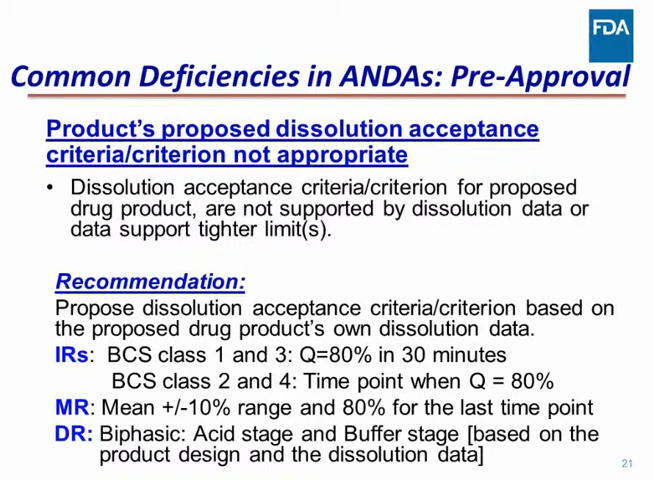 FDA
Common Deficiencies in ANDAs: Pre-Approval
Product's proposed dissolution acceptance
criteria/criterion not appropriate
• Dissolution acceptance criteria/criterion for proposed
drug product, are not supported by dissolution data or
data support tighter limit(s).
Recommendation:
Propose dissolution acceptance criteria/criterion based on
the proposed drug product's own dissolution data.
IRs: BCS class 1 and 3: Q=80% in 30 minutes
BCS class 2 and 4: Time point when Q = 80%
MR: Mean +/-10% range and 80% for the last time point
DR: Biphasic: Acid stage and Buffer stage [based on the
product design and the dissolution data]
21